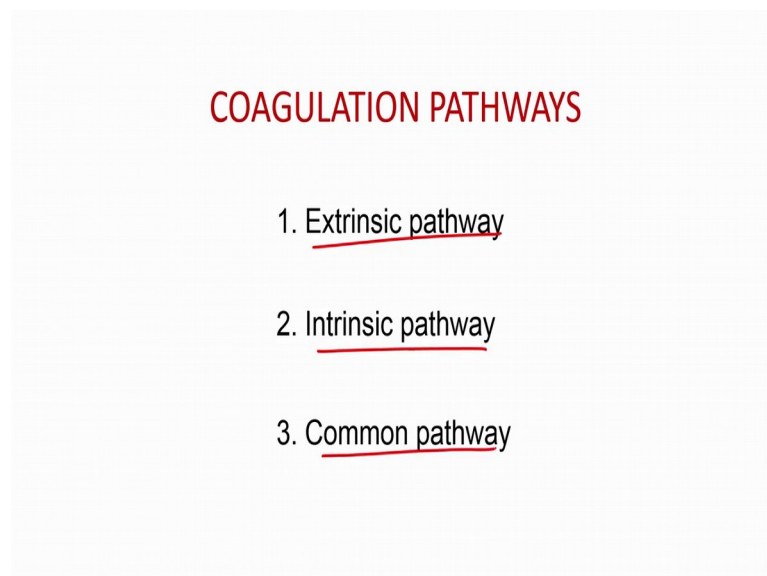 COAGULATION PATHWAYS
1. Extrinsic pathway
2. Intrinsic pathway
3. Common pathway